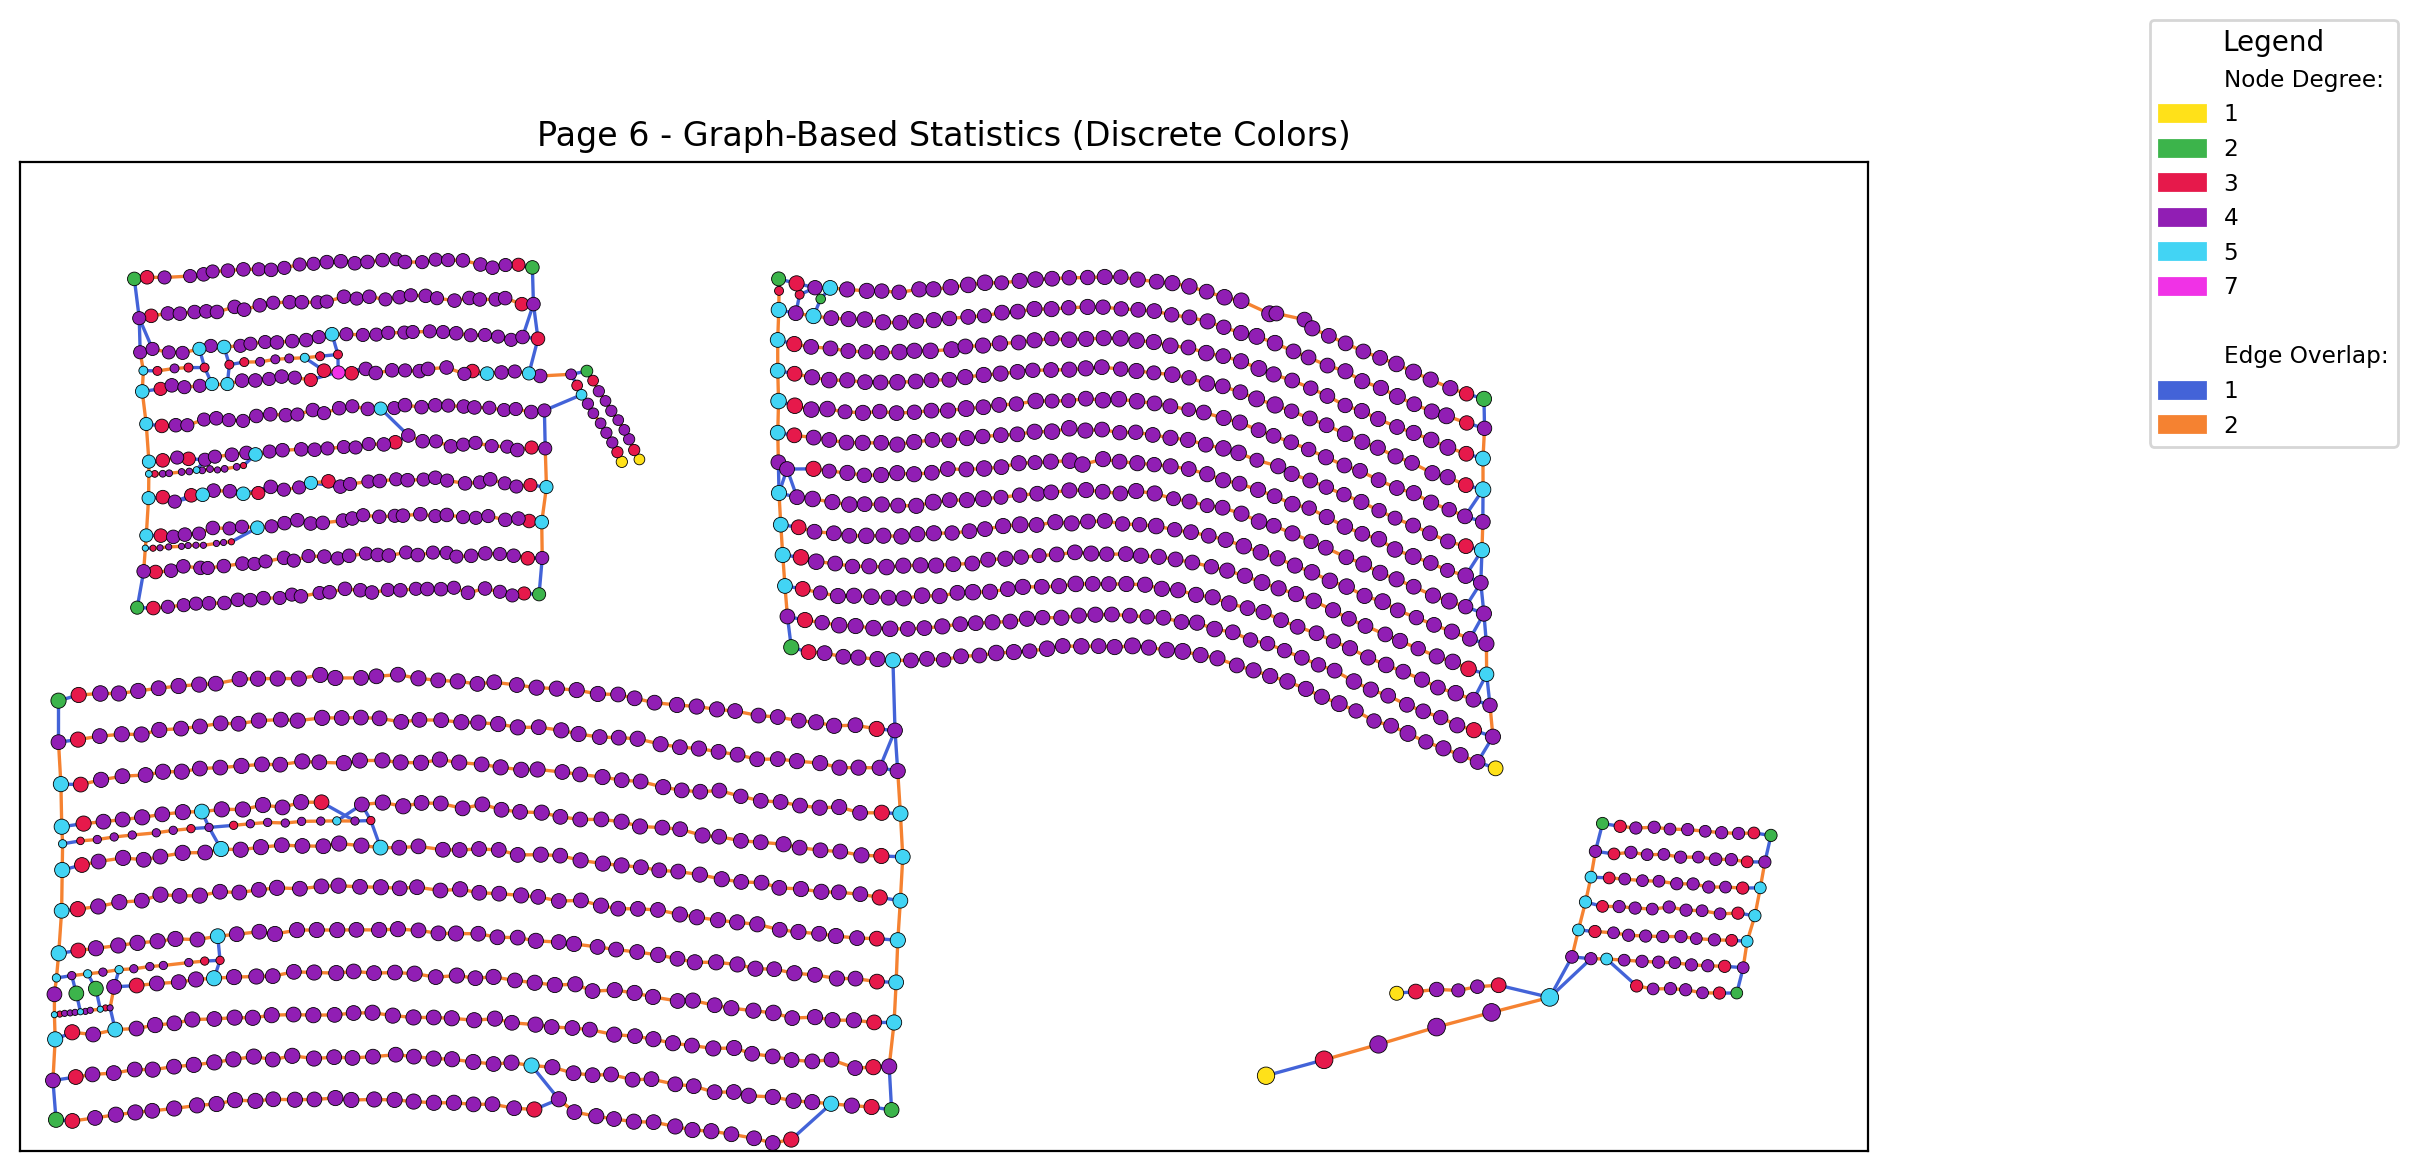 Legend
Node Degree:
1
2
3
4
5
7
Edge Overlap:
1
2
Page 6 - Graph-Based Statistics (Discrete Colors)